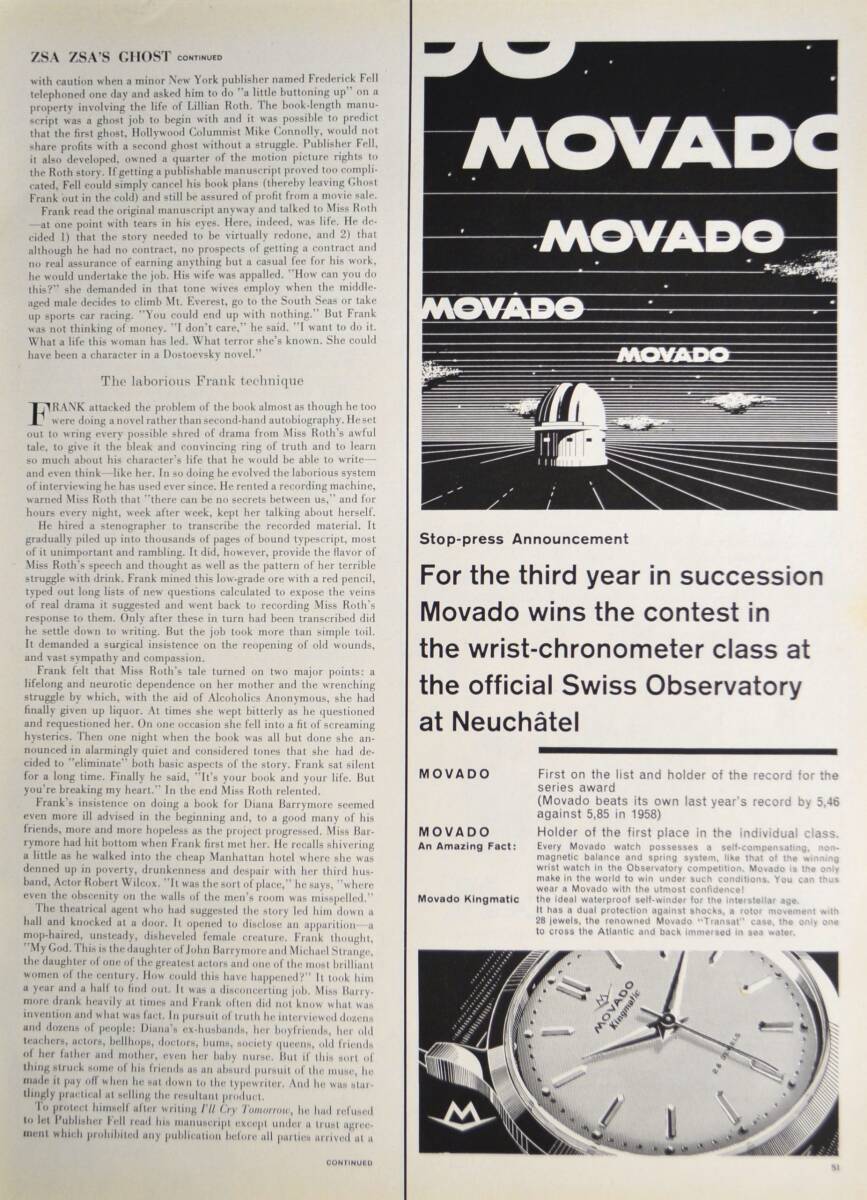 ZSA ZSA'S GHOST CONTINUED
with caution when a minor New York publisher named Frederick Fell
telephoned one day and asked him to do "a little buttoning up" on a
property involving the life of Lillian Roth. The book-length manu-
script was a ghost job to begin with and it was possible to predict
that the first ghost, Hollywood Columnist Mike Connolly, would not
share profits with a second ghost without a struggle. Publisher Fell,
it also developed, owned a quarter of the motion picture rights to
the Roth story. If getting a publishable manuscript proved too compli-
cated, Fell could simply cancel his book plans (thereby leaving Ghost
Frank out in the cold) and still be assured of profit from a movie sale.
Frank read the original manuscript anyway and talked to Miss Roth
—at one point with tears in his eyes. Here, indeed, was life. He de-
cided 1) that the story needed to be virtually redone, and 2) that
although he had no contract, no prospects of getting a contract and
no real assurance of earning anything but a casual fee for his work,
he would undertake the job. His wife was appalled. "How can you do
this?" she demanded in that tone wives employ when the middle-
aged male decides to climb Mt. Everest, go to the South Seas or take
up sports car racing. "You could end up with nothing." But Frank
was not thinking of money. "I don't care," he said. "I want to do it.
What a life this woman has led. What terror she's known. She could
have been a character in a Dostoevsky novel."
The laborious Frank technique
FRANK attacked the problem of the book almost as though he too
were doing a novel rather than second-hand autobiography. He set
out to wring every possible shred of drama from Miss Roth's awful
tale, to give it the bleak and convincing ring of truth and to learn
so much about his character's life that he would be able to write—
and even think—like her. In so doing he evolved the laborious system
of interviewing he has used ever since. He rented a recording machine,
warned Miss Roth that "there can be no secrets between us," and for
hours every night, week after week, kept her talking about herself.
He hired a stenographer to transcribe the recorded material. It
gradually piled up into thousands of pages of bound typescript, most
of it unimportant and rambling. It did, however, provide the flavor of
Miss Roth's speech and thought as well as the pattern of her terrible
struggle with drink. Frank mined this low-grade ore with a red pencil,
typed out long lists of new questions calculated to expose the veins
of real drama it suggested and went back to recording Miss Roth's
response to them. Only after these in turn had been transcribed did
he settle down to writing. But the job took more than simple toil.
It demanded a surgical insistence on the reopening of old wounds,
and vast sympathy and compassion.
Frank felt that Miss Roth's tale turned on two major points: a
lifelong and neurotic dependence on her mother and the wrenching
struggle by which, with the aid of Alcoholics Anonymous, she had
finally given up liquor. At times she wept bitterly as he questioned
and requestioned her. On one occasion she fell into a fit of screaming
hysterics. Then one night when the book was all but done she an-
nounced in alarmingly quiet and considered tones that she had de-
cided to "eliminate" both basic aspects of the story. Frank sat silent
for a long time. Finally he said, "It's your book and your life. But
you're breaking my heart." In the end Miss Roth relented.
Frank's insistence on doing a book for Diana Barrymore seemed
even more ill advised in the beginning and, to a good many of his
friends, more and more hopeless as the project progressed. Miss Bar-
rymore had hit bottom when Frank first met her. He recalls shivering
a little as he walked into the cheap Manhattan hotel where she was
denned up in poverty, drunkenness and despair with her third hus-
band, Actor Robert Wilcox. "It was the sort of place," he says, "where
even the obscenity on the walls of the men's room was misspelled."
The theatrical agent who had suggested the story led him down a
hall and knocked at a door. It opened to disclose an apparition—a
mop-haired, unsteady, disheveled female creature. Frank thought,
"My God. This is the daughter of John Barrymore and Michael Strange,
the daughter of one of the greatest actors and one of the most brilliant
women of the century. How could this have happened?" It took him
a year and a half to find out. It was a disconcerting job. Miss Barry-
more drank heavily at times and Frank often did not know what was
invention and what was fact. In pursuit of truth he interviewed dozens
and dozens of people: Diana's ex-husbands, her boyfriends, her old
teachers, actors, bellhops, doctors, bums, society queens, old friends
of her father and mother, even her baby nurse. But if this sort of
thing struck some of his friends as an absurd pursuit of the muse, he
made it pay off when he sat down to the typewriter. And he was star-
tlingly practical at selling the resultant product.
To protect himself after writing I'll Cry Tomorrow, he had refused
to let Publisher Fell read his manuscript except under a trust agree-
ment which prohibited any publication before all parties arrived at a
CONTINUED
DO
MOVADO
MOVADO
MOVADO
MOVADO
Stop-press Announcement
For the third year in succession
Movado wins the contest in
the wrist-chronometer class at
the official Swiss Observatory
at Neuchâtel
MOVADO First on the list and holder of the record for the
series award
(Movado beats its own last year's record by 5,46
against 5,85 in 1958)
MOVADO Holder of the first place in the individual class.
An Amazing Fact: Every Movado watch possesses a self-compensating, non-
magnetic balance and spring system, like that of the winning
wrist watch in the Observatory competition. Movado is the only
make in the world to win under such conditions. You can thus
wear a Movado with the utmost confidence!
Movado Kingmatic the ideal waterproof self-winder for the interstellar age.
It has a dual protection against shocks, a rotor movement with
28 jewels, the renowned Movado "Transat" case, the only one
to cross the Atlantic and back immersed in sea water.
MOVADO
Kingmatic
28 JEWELS
M
51